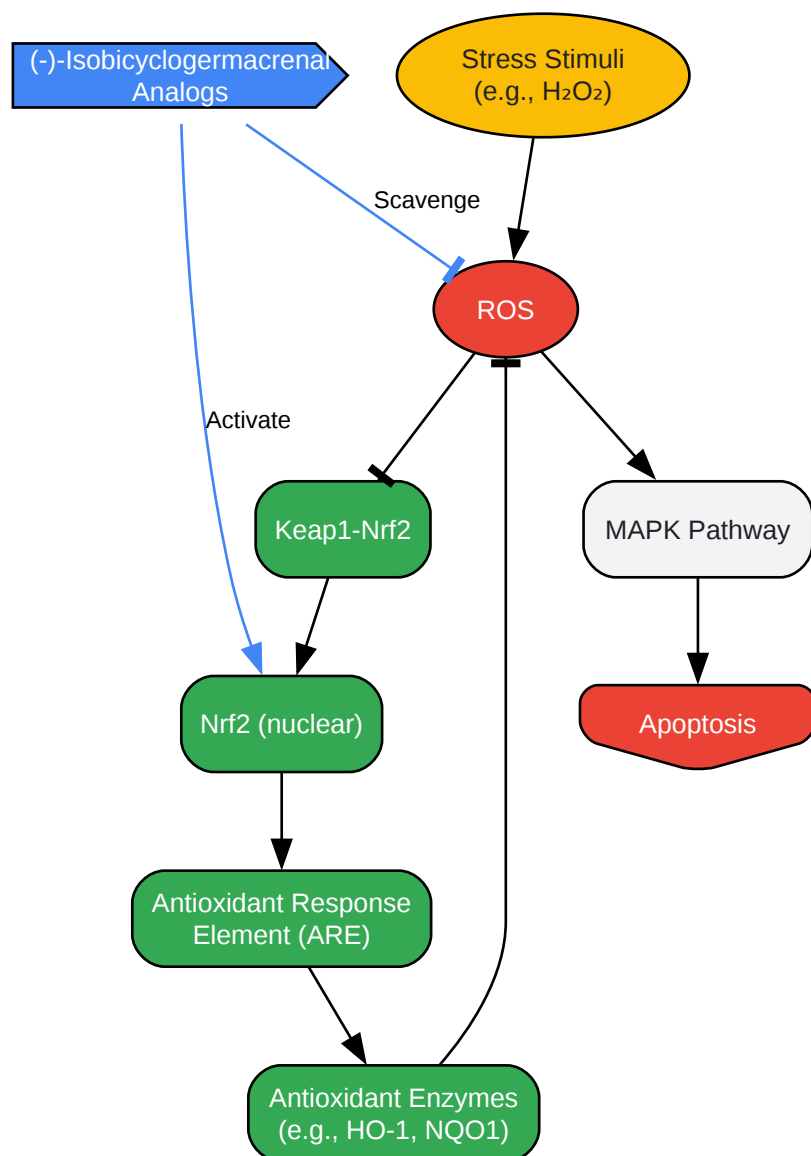 (-)-Isobicyclogermacrenal
Analogs
Stress Stimuli
(e.g., H₂O₂)
Scavenge
ROS
Activate
Keap1-Nrf2
MAPK Pathway
Nrf2 (nuclear)
Apoptosis
Antioxidant Response
Element (ARE)
Antioxidant Enzymes
(e.g., HO-1, NQO1)